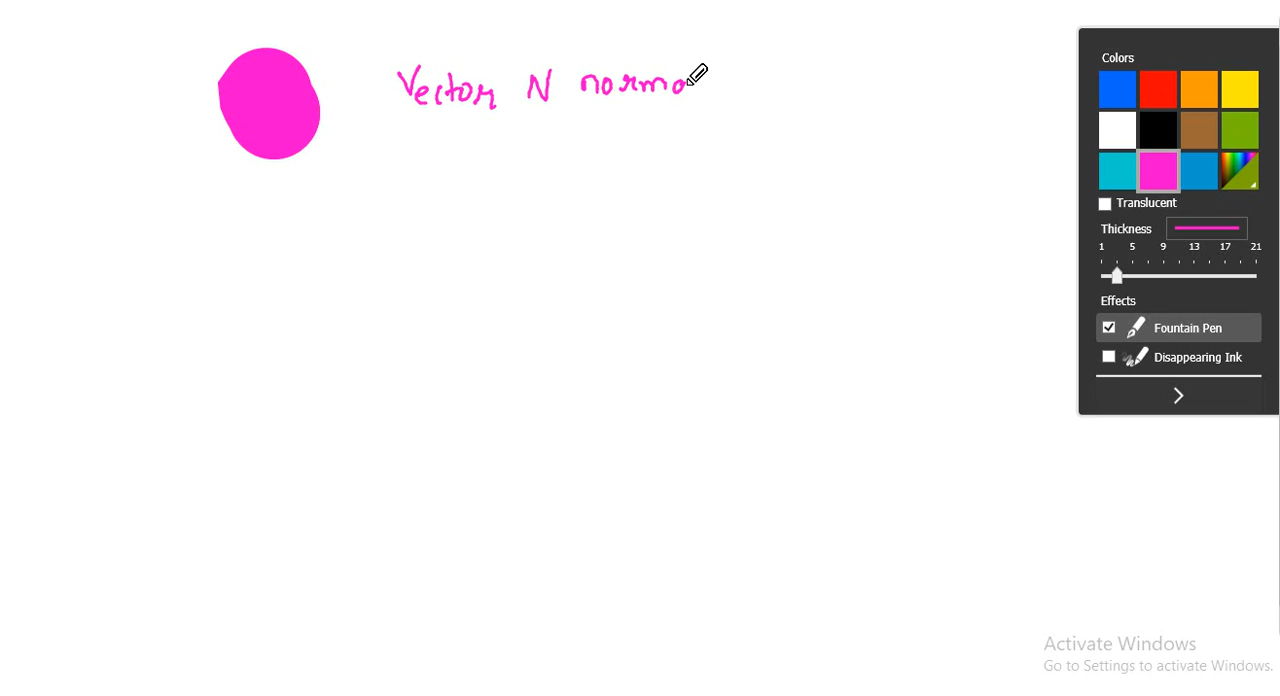 Vector N norma
Colors
Translucent
Thickness
1 5 9 13 17 21
Effects
Fountain Pen
Disappearing Ink
Activate Windows
Go to Settings to activate Windows.